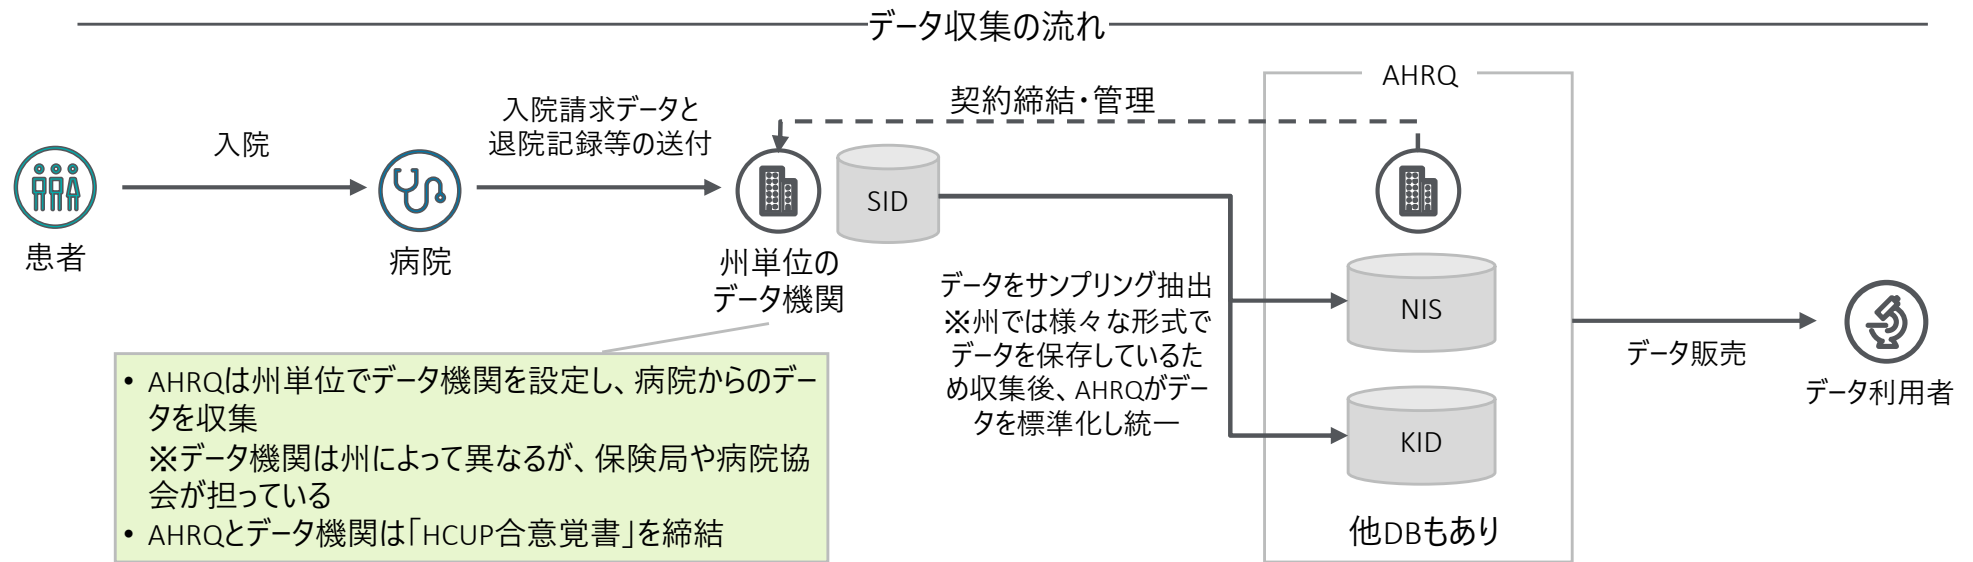 データ収集の流れ
入院
入院請求データと
退院記録等の送付
契約締結・管理
AHRQ
患者
病院
州単位の
データ機関
SID
データをサンプリング抽出
※州では様々な形式で
データを保存しているた
め収集後、AHRQがデー
タを標準化し統一
NIS
KID
他DBもあり
データ販売
データ利用者
• AHRQは州単位でデータ機関を設定し、病院からのデー
タを収集
※データ機関は州によって異なるが、保険局や病院協
会が担っている
• AHRQとデータ機関は「HCUP合意覚書」を締結